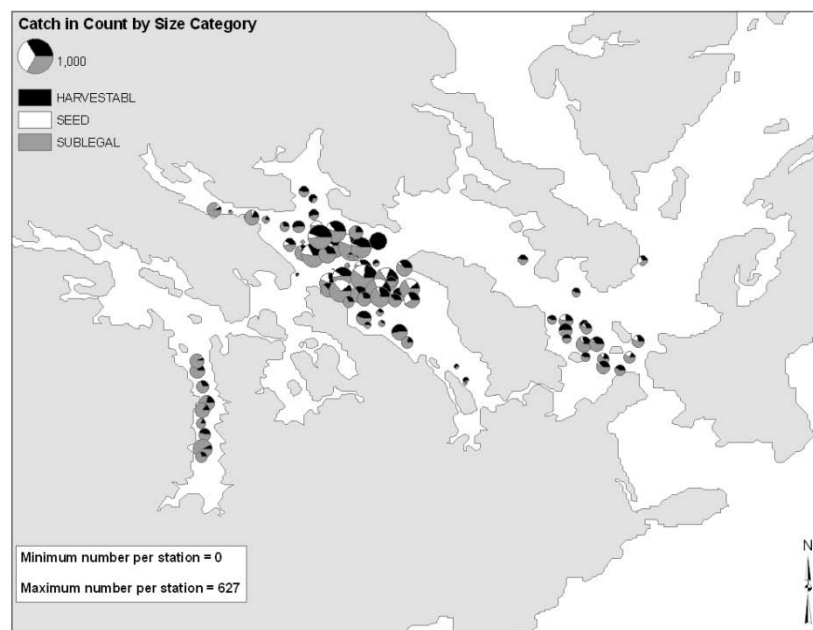 Catch in Count by Size Category
1,000
HARVESTABL
SEED
SUBLEGAL
Minimum number per station = 0
Maximum number per station = 627
N